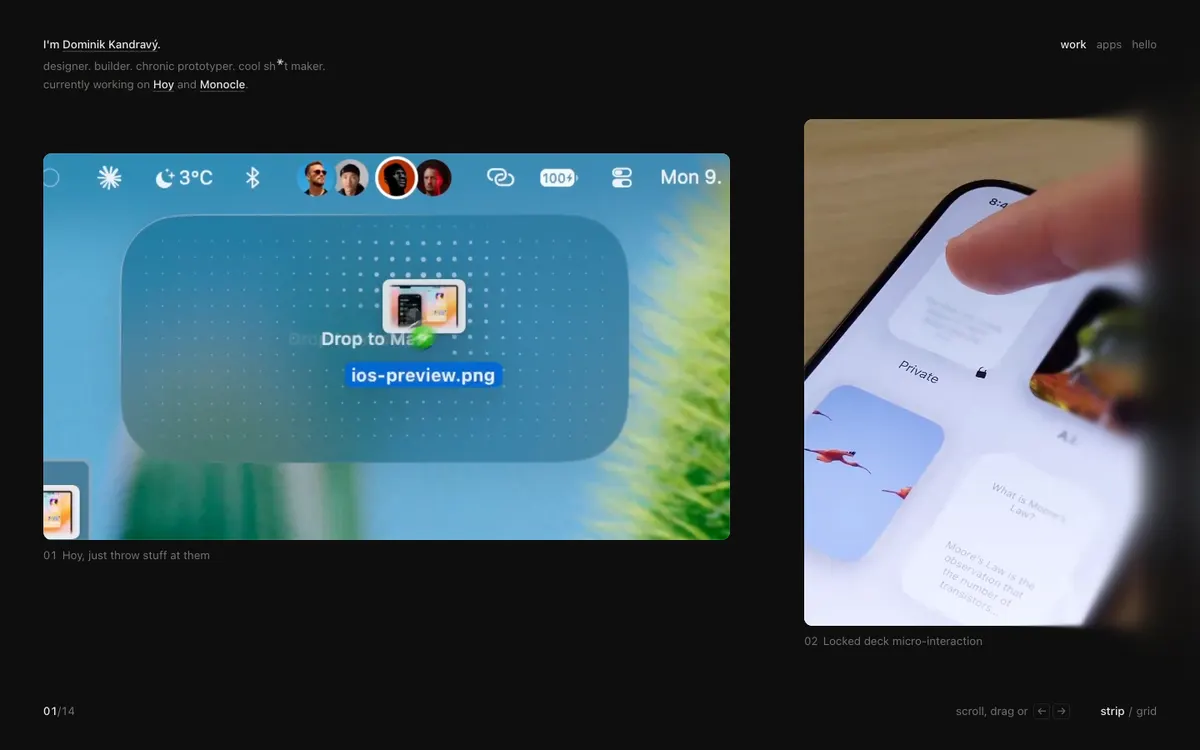 I'm Dominik Kandravý.
designer. builder. chronic prototyper. cool sh*t maker.
currently working on Hoy and Monocle.
work apps hello
3°C
100
Mon 9.
Drop to
ios-preview.png
01 Hoy, just throw stuff at them
Private
A.I.
What is Moore's
Law?
Moore's Law is the
observation that
the number of
transistors...
02 Locked deck micro-interaction
01/14
scroll, drag or ← →
strip / grid